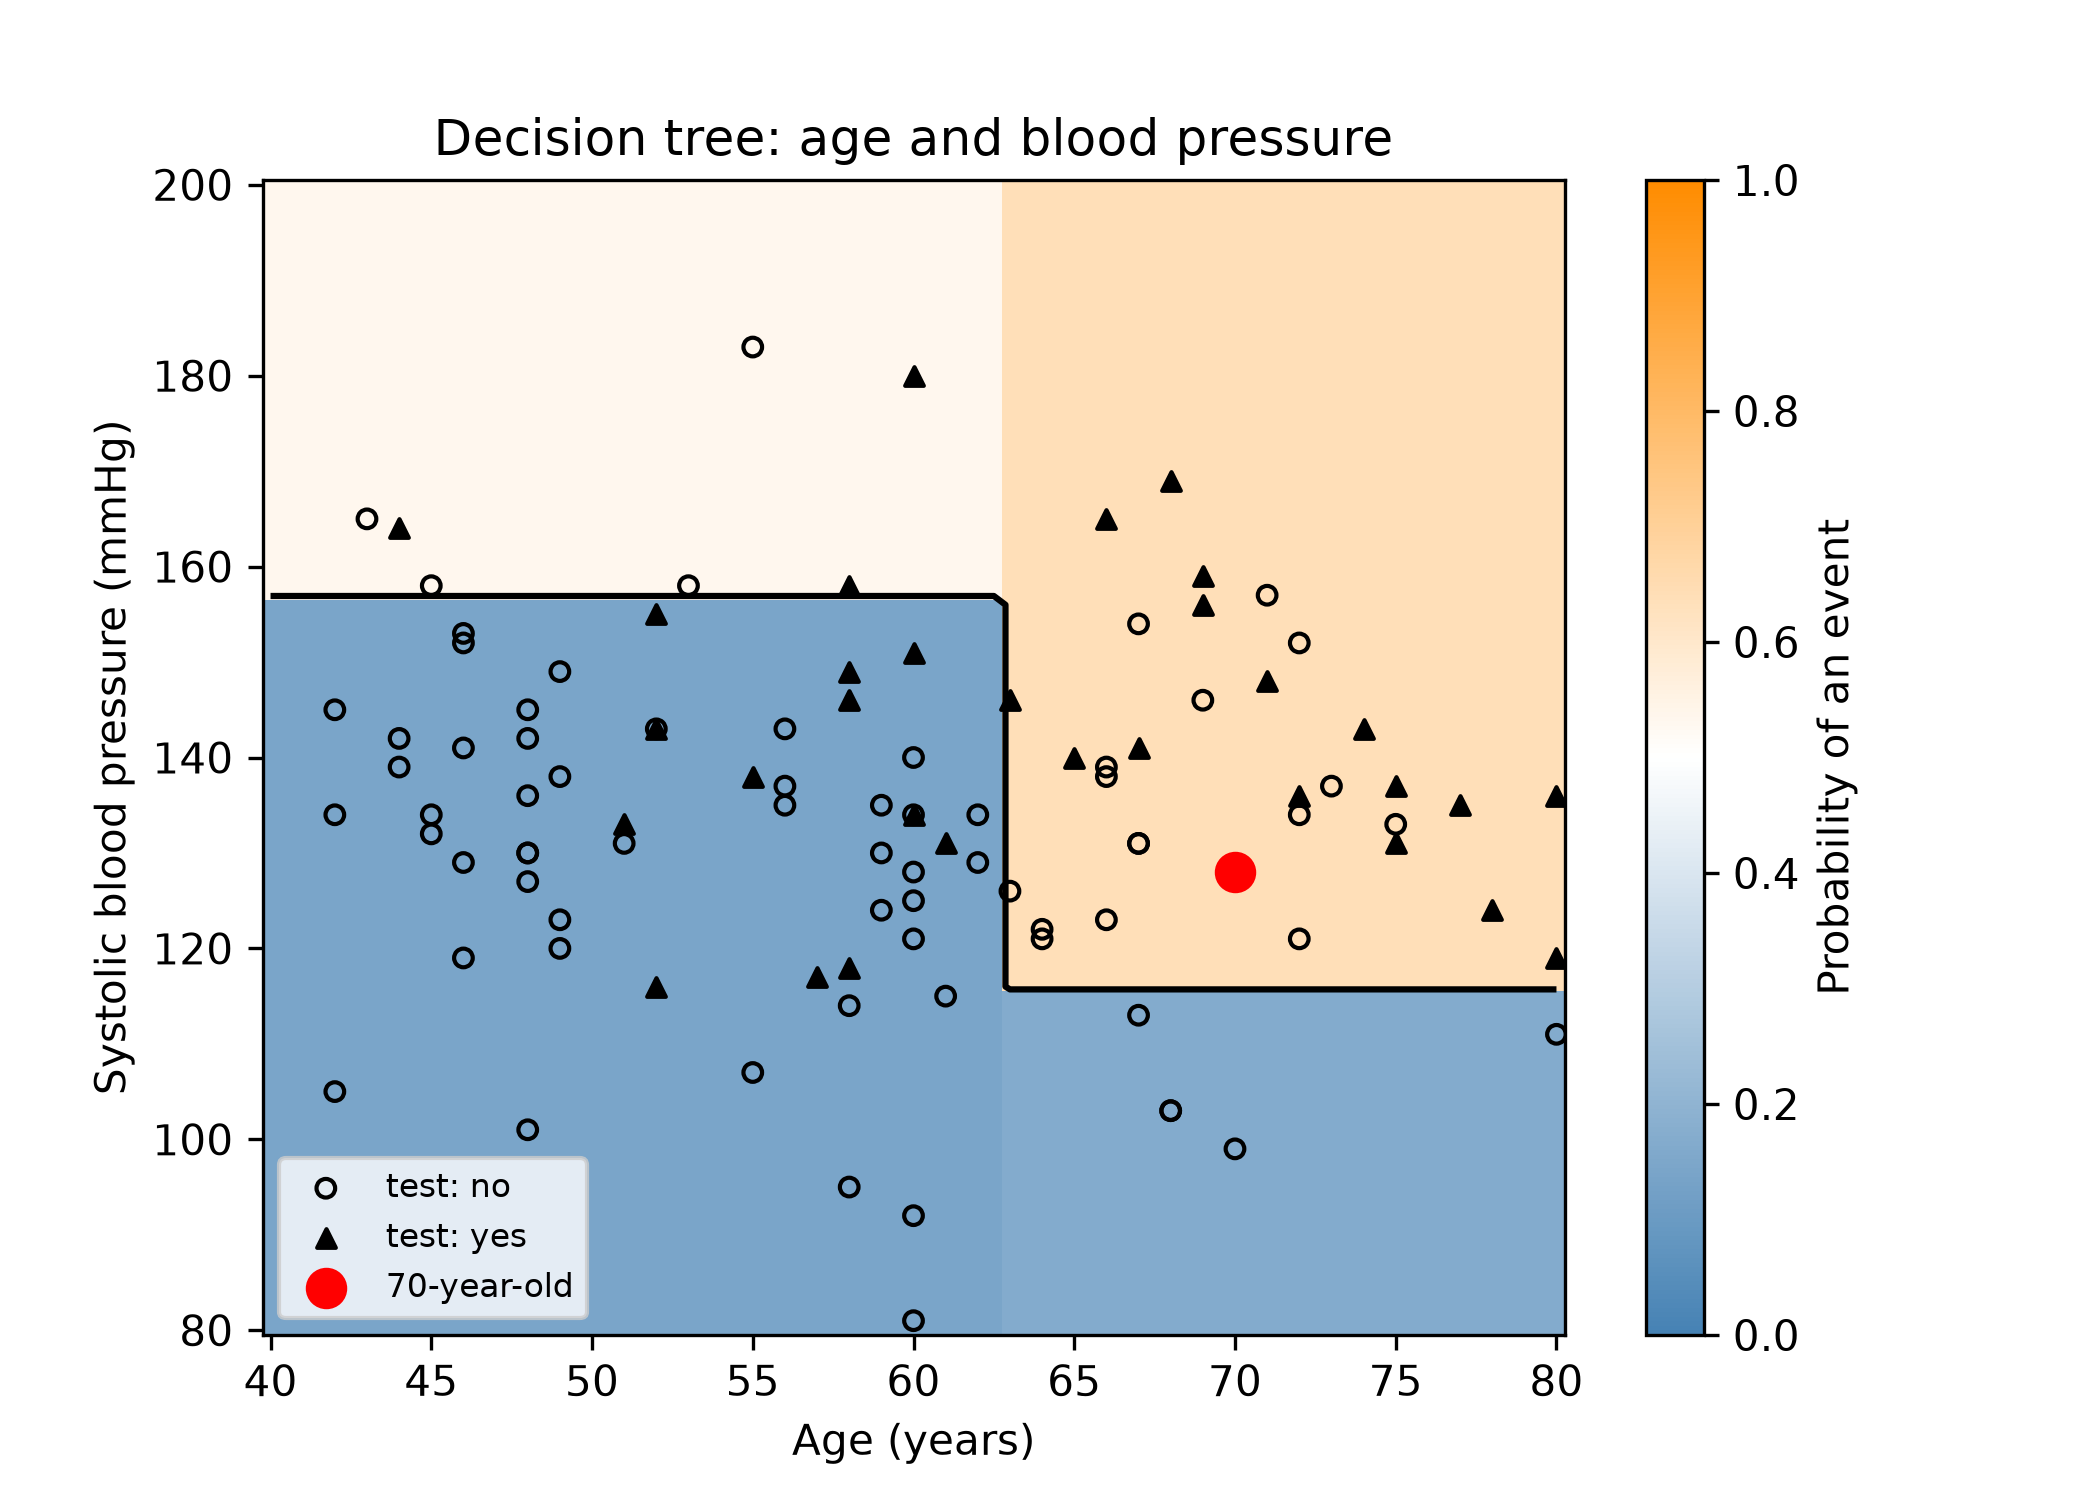 Decision tree: age and blood pressure
Systolic blood pressure (mmHg)
200
180
160
140
120
100
80
test: no
test: yes
70-year-old
40 45 50 55 60 65 70 75 80
Age (years)
1.0
0.8
0.6
0.4
0.2
0.0
Probability of an event